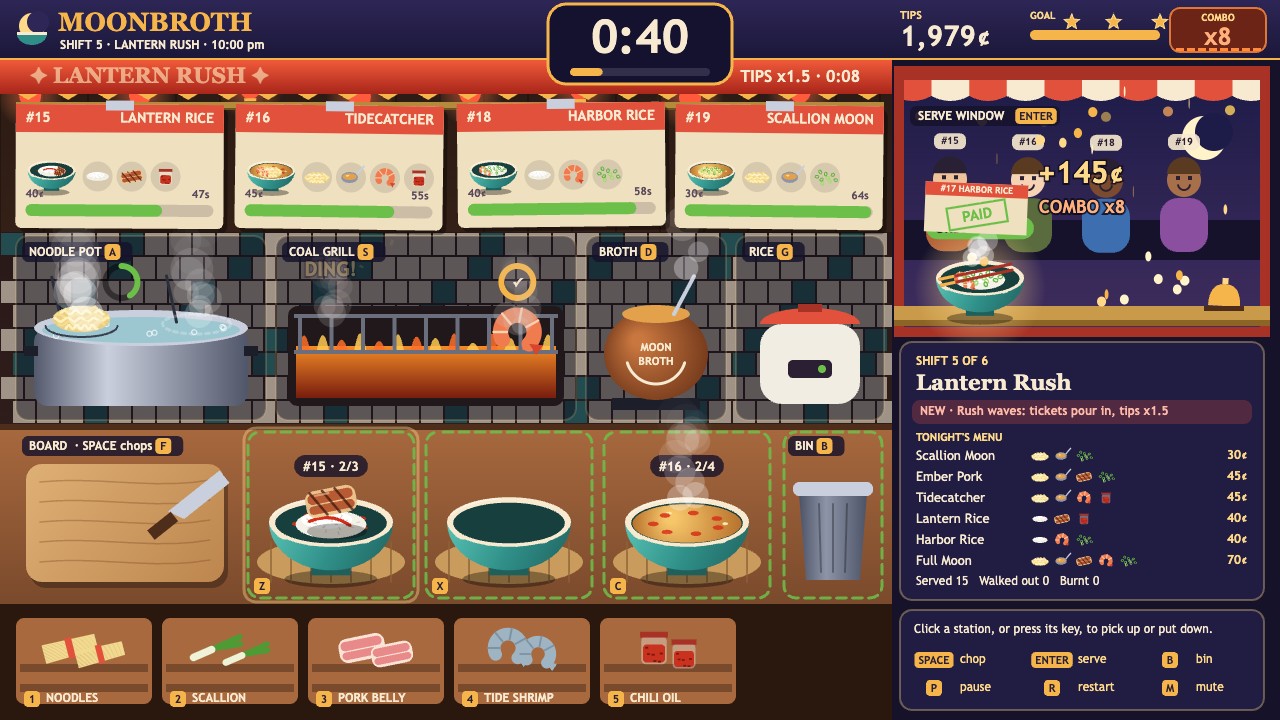 MOONBROTH
SHIFT 5 · LANTERN RUSH · 10:00 pm
0:40
TIPS
1,979¢
GOAL
COMBO
x8
✦ LANTERN RUSH ✦
TIPS x1.5 · 0:08
#15 LANTERN RICE
40¢ 47s
#16 TIDECATCHER
45¢ 55s
#18 HARBOR RICE
40¢ 58s
#19 SCALLION MOON
30¢ 64s
SERVE WINDOW ENTER
#15 #16 #18 #19
+145¢
COMBO x8
#17 HARBOR RICE
PAID
NOODLE POT A
COAL GRILL S
DING!
BROTH D
RICE G
MOON
BROTH
BOARD · SPACE chops F
#15 · 2/3
Z
X
#16 · 2/4
C
BIN B
1 NOODLES
2 SCALLION
3 PORK BELLY
4 TIDE SHRIMP
5 CHILI OIL
SHIFT 5 OF 6
Lantern Rush
NEW · Rush waves: tickets pour in, tips x1.5
TONIGHT'S MENU
Scallion Moon 30¢
Ember Pork 45¢
Tidecatcher 45¢
Lantern Rice 40¢
Harbor Rice 40¢
Full Moon 70¢
Served 15 Walked out 0 Burnt 0
Click a station, or press its key, to pick up or put down.
SPACE chop ENTER serve B bin
P pause R restart M mute